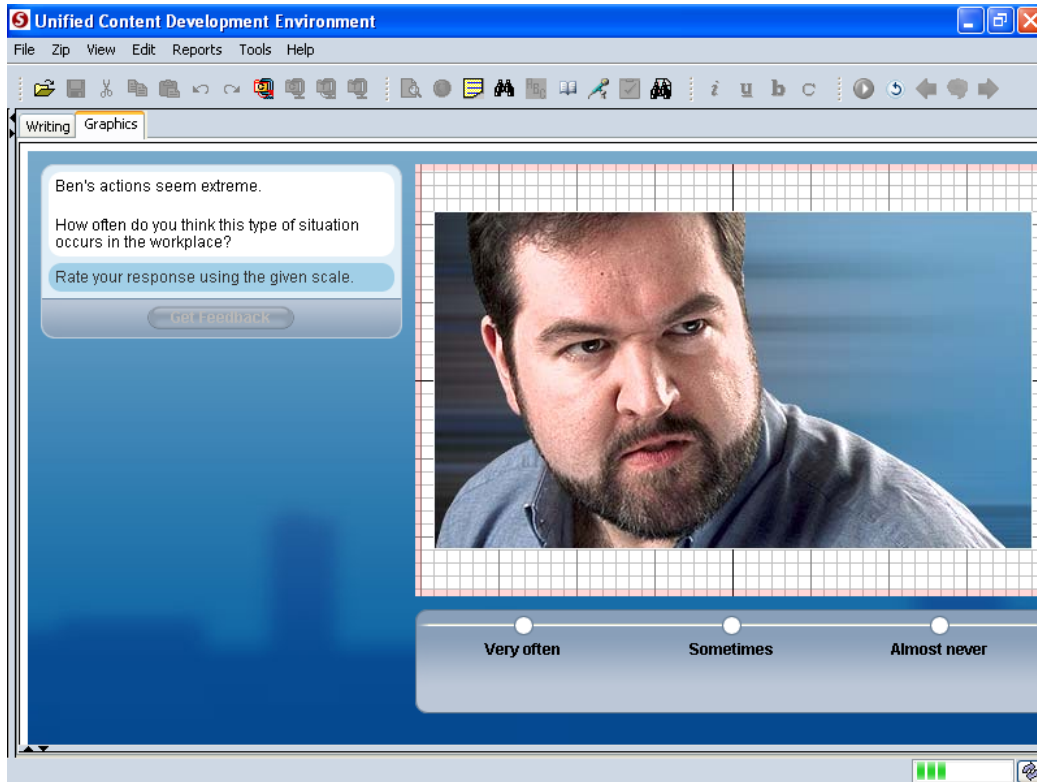 Unified Content Development Environment
File Zip View Edit Reports Tools Help
i u b c
Writing Graphics
Ben's actions seem extreme.
How often do you think this type of situation
occurs in the workplace?
Rate your response using the given scale.
Get Feedback
Very often Sometimes Almost never